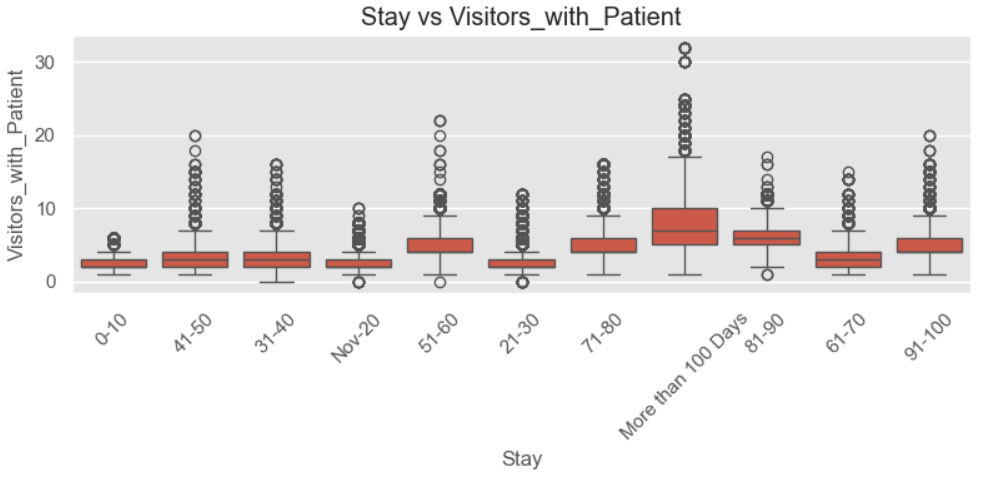 Stay vs Visitors_with_Patient
Visitors_with_Patient
30
20
10
0
0-10
41-50
31-40
Nov-20
51-60
21-30
71-80
More than 100 Days
81-90
61-70
91-100
Stay